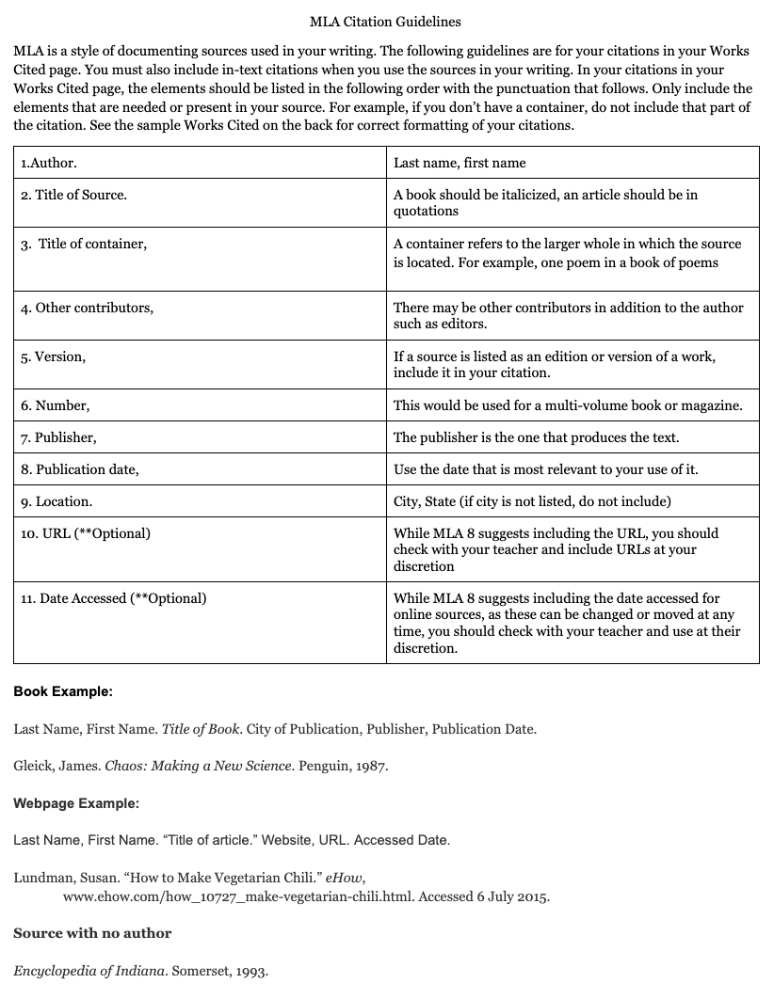 MLA Citation Guidelines
MLA is a style of documenting sources used in your writing. The following guidelines are for your citations in your Works
Cited page. You must also include in-text citations when you use the sources in your writing. In your citations in your
Works Cited page, the elements should be listed in the following order with the punctuation that follows. Only include the
elements that are needed or present in your source. For example, if you don’t have a container, do not include that part of
the citation. See the sample Works Cited on the back for correct formatting of your citations.
1.Author.
Last name, first name
2. Title of Source.
A book should be italicized, an article should be in
quotations
3. Title of container,
A container refers to the larger whole in which the source
is located. For example, one poem in a book of poems
4. Other contributors,
There may be other contributors in addition to the author
such as editors.
5. Version,
If a source is listed as an edition or version of a work,
include it in your citation.
6. Number,
This would be used for a multi-volume book or magazine.
7. Publisher,
The publisher is the one that produces the text.
8. Publication date,
Use the date that is most relevant to your use of it.
9. Location.
City, State (if city is not listed, do not include)
10. URL (**Optional)
While MLA 8 suggests including the URL, you should
check with your teacher and include URLs at your
discretion
11. Date Accessed (**Optional)
While MLA 8 suggests including the date accessed for
online sources, as these can be changed or moved at any
time, you should check with your teacher and use at their
discretion.
Book Example:
Last Name, First Name. Title of Book. City of Publication, Publisher, Publication Date.
Gleick, James. Chaos: Making a New Science. Penguin, 1987.
Webpage Example:
Last Name, First Name. “Title of article.” Website, URL. Accessed Date.
Lundman, Susan. “How to Make Vegetarian Chili.” eHow,
www.ehow.com/how_10727_make-vegetarian-chili.html. Accessed 6 July 2015.
Source with no author
Encyclopedia of Indiana. Somerset, 1993.